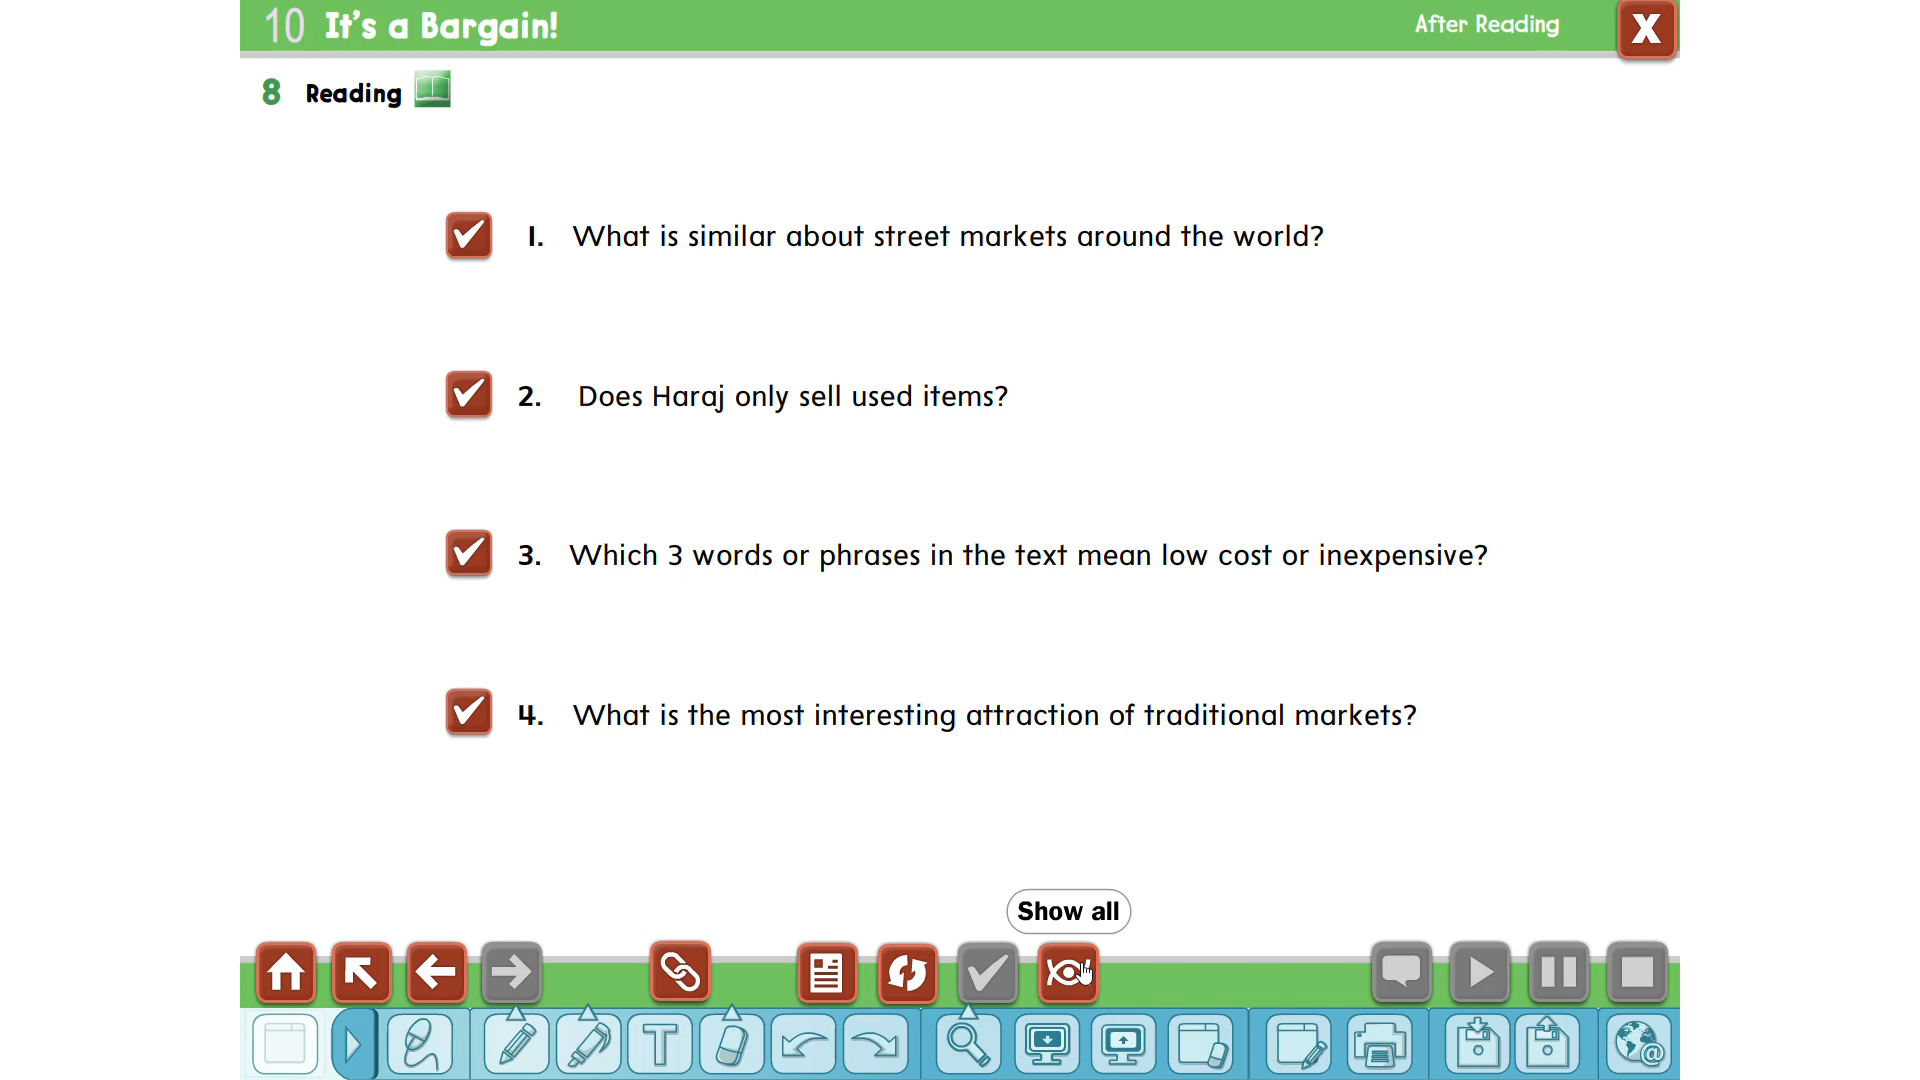 10 It's a Bargain!
After Reading
X
8 Reading
1. What is similar about street markets around the world?
2. Does Haraj only sell used items?
3. Which 3 words or phrases in the text mean low cost or inexpensive?
4. What is the most interesting attraction of traditional markets?
Show all
T
@